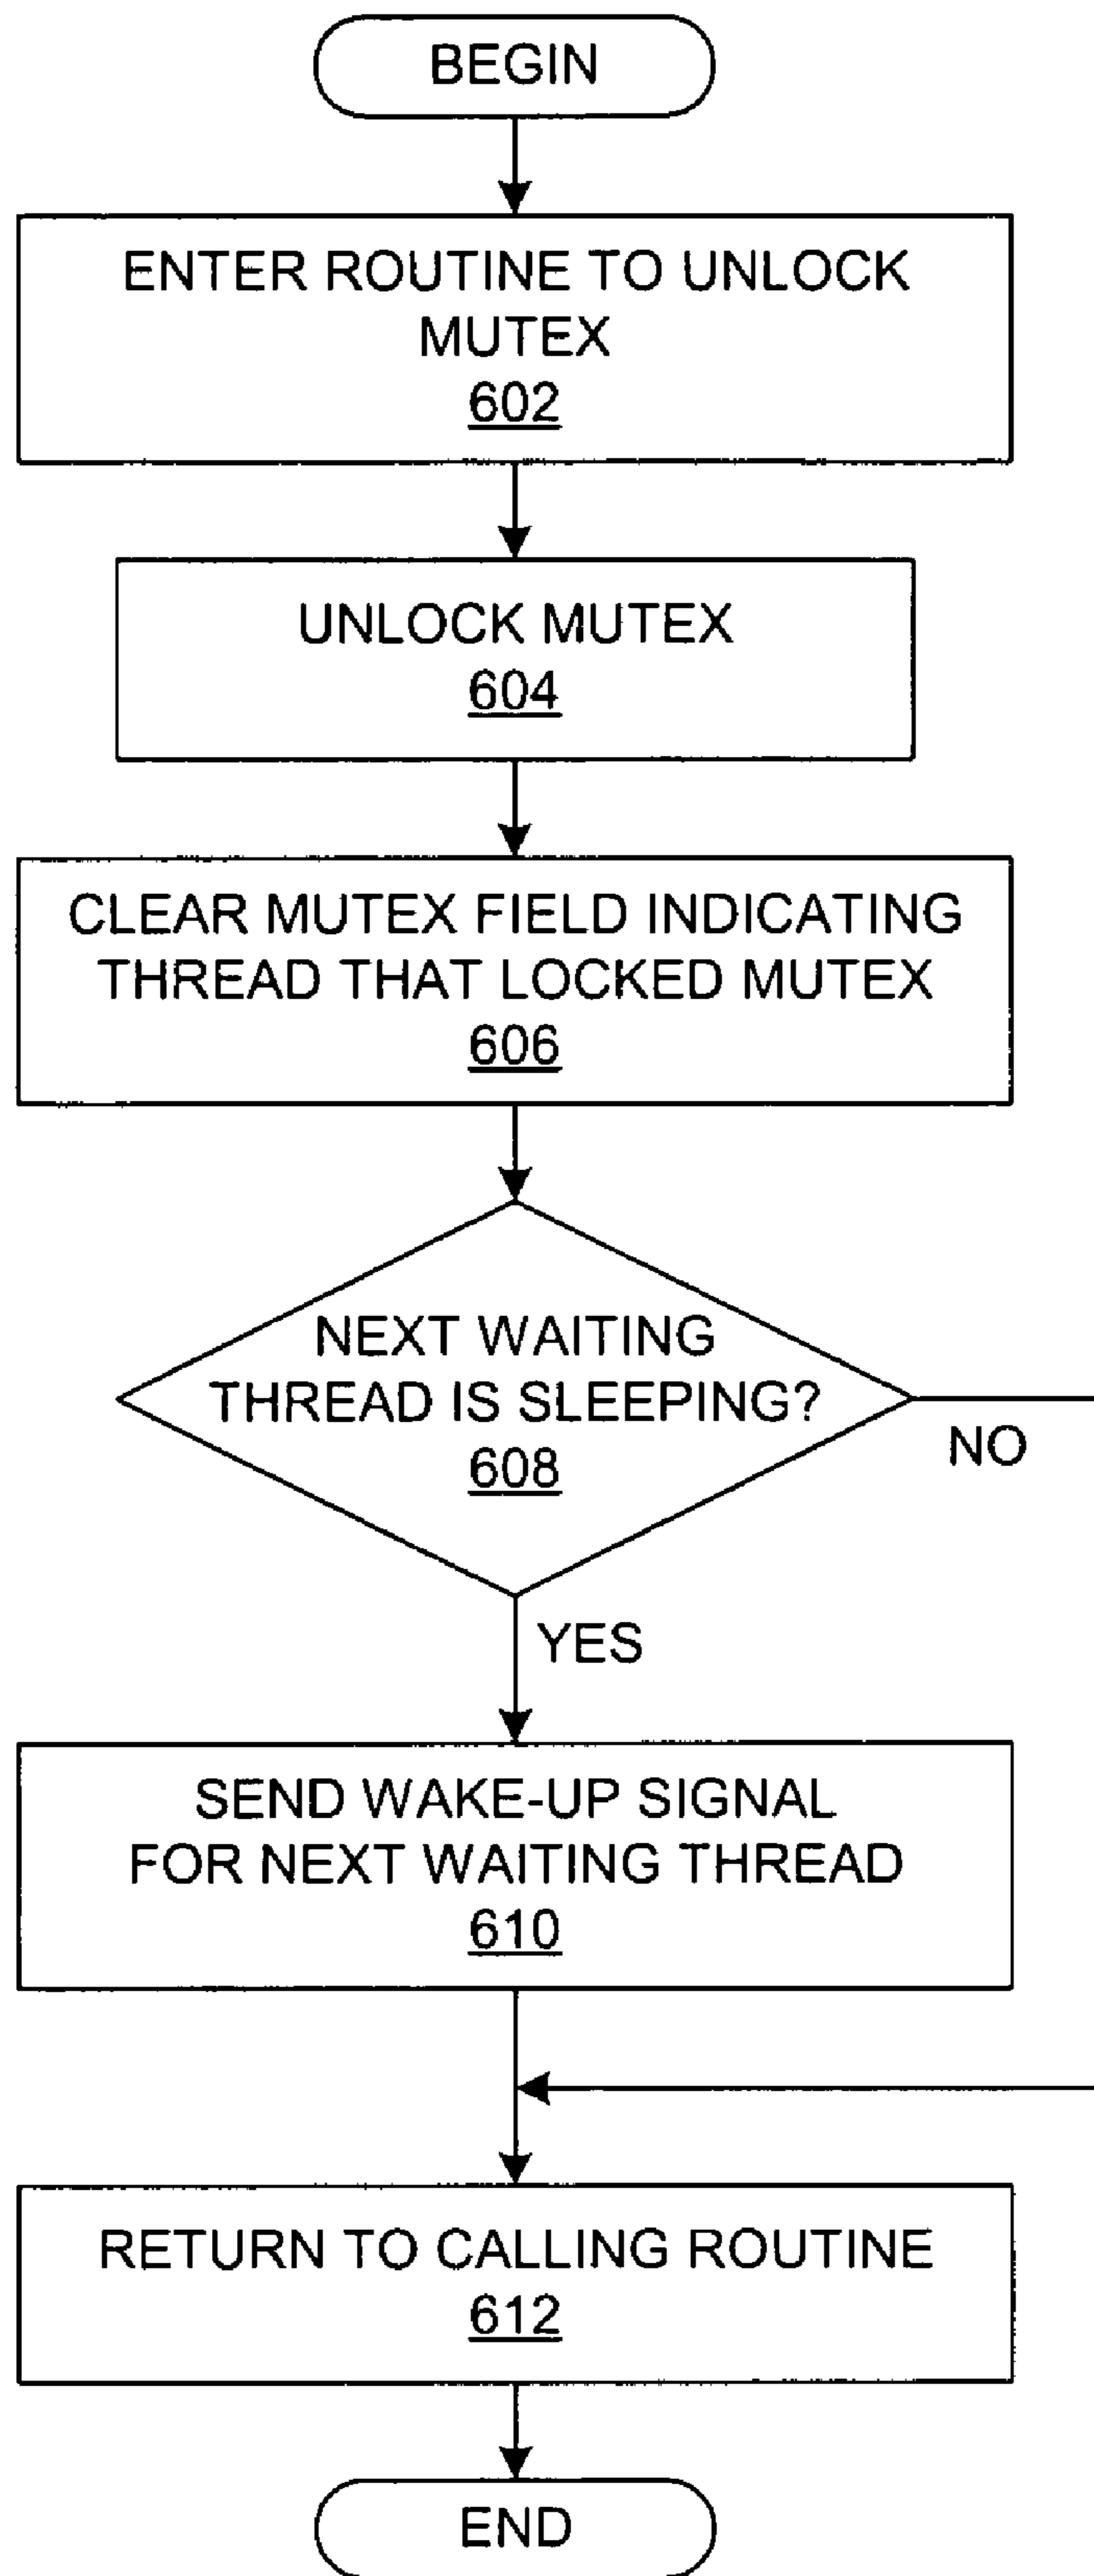 BEGIN
ENTER ROUTINE TO UNLOCK
MUTEX
602
UNLOCK MUTEX
604
CLEAR MUTEX FIELD INDICATING
THREAD THAT LOCKED MUTEX
606
NEXT WAITING
THREAD IS SLEEPING?
608
NO
YES
SEND WAKE-UP SIGNAL
FOR NEXT WAITING THREAD
610
RETURN TO CALLING ROUTINE
612
END